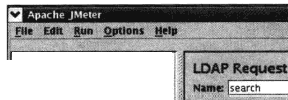 Apache JMeter
File Edit Run Options Help
LDAP Request
Name: search